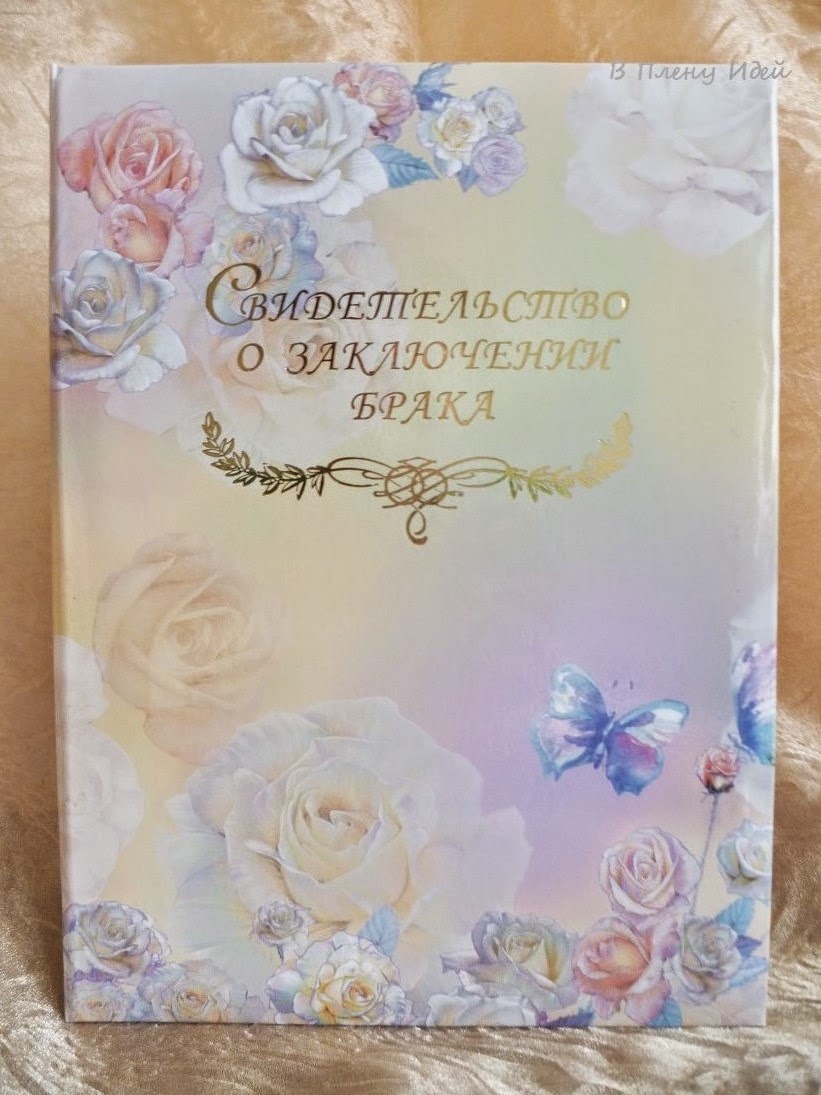 В Плену Идей
Свидетельство
о заключении
брака